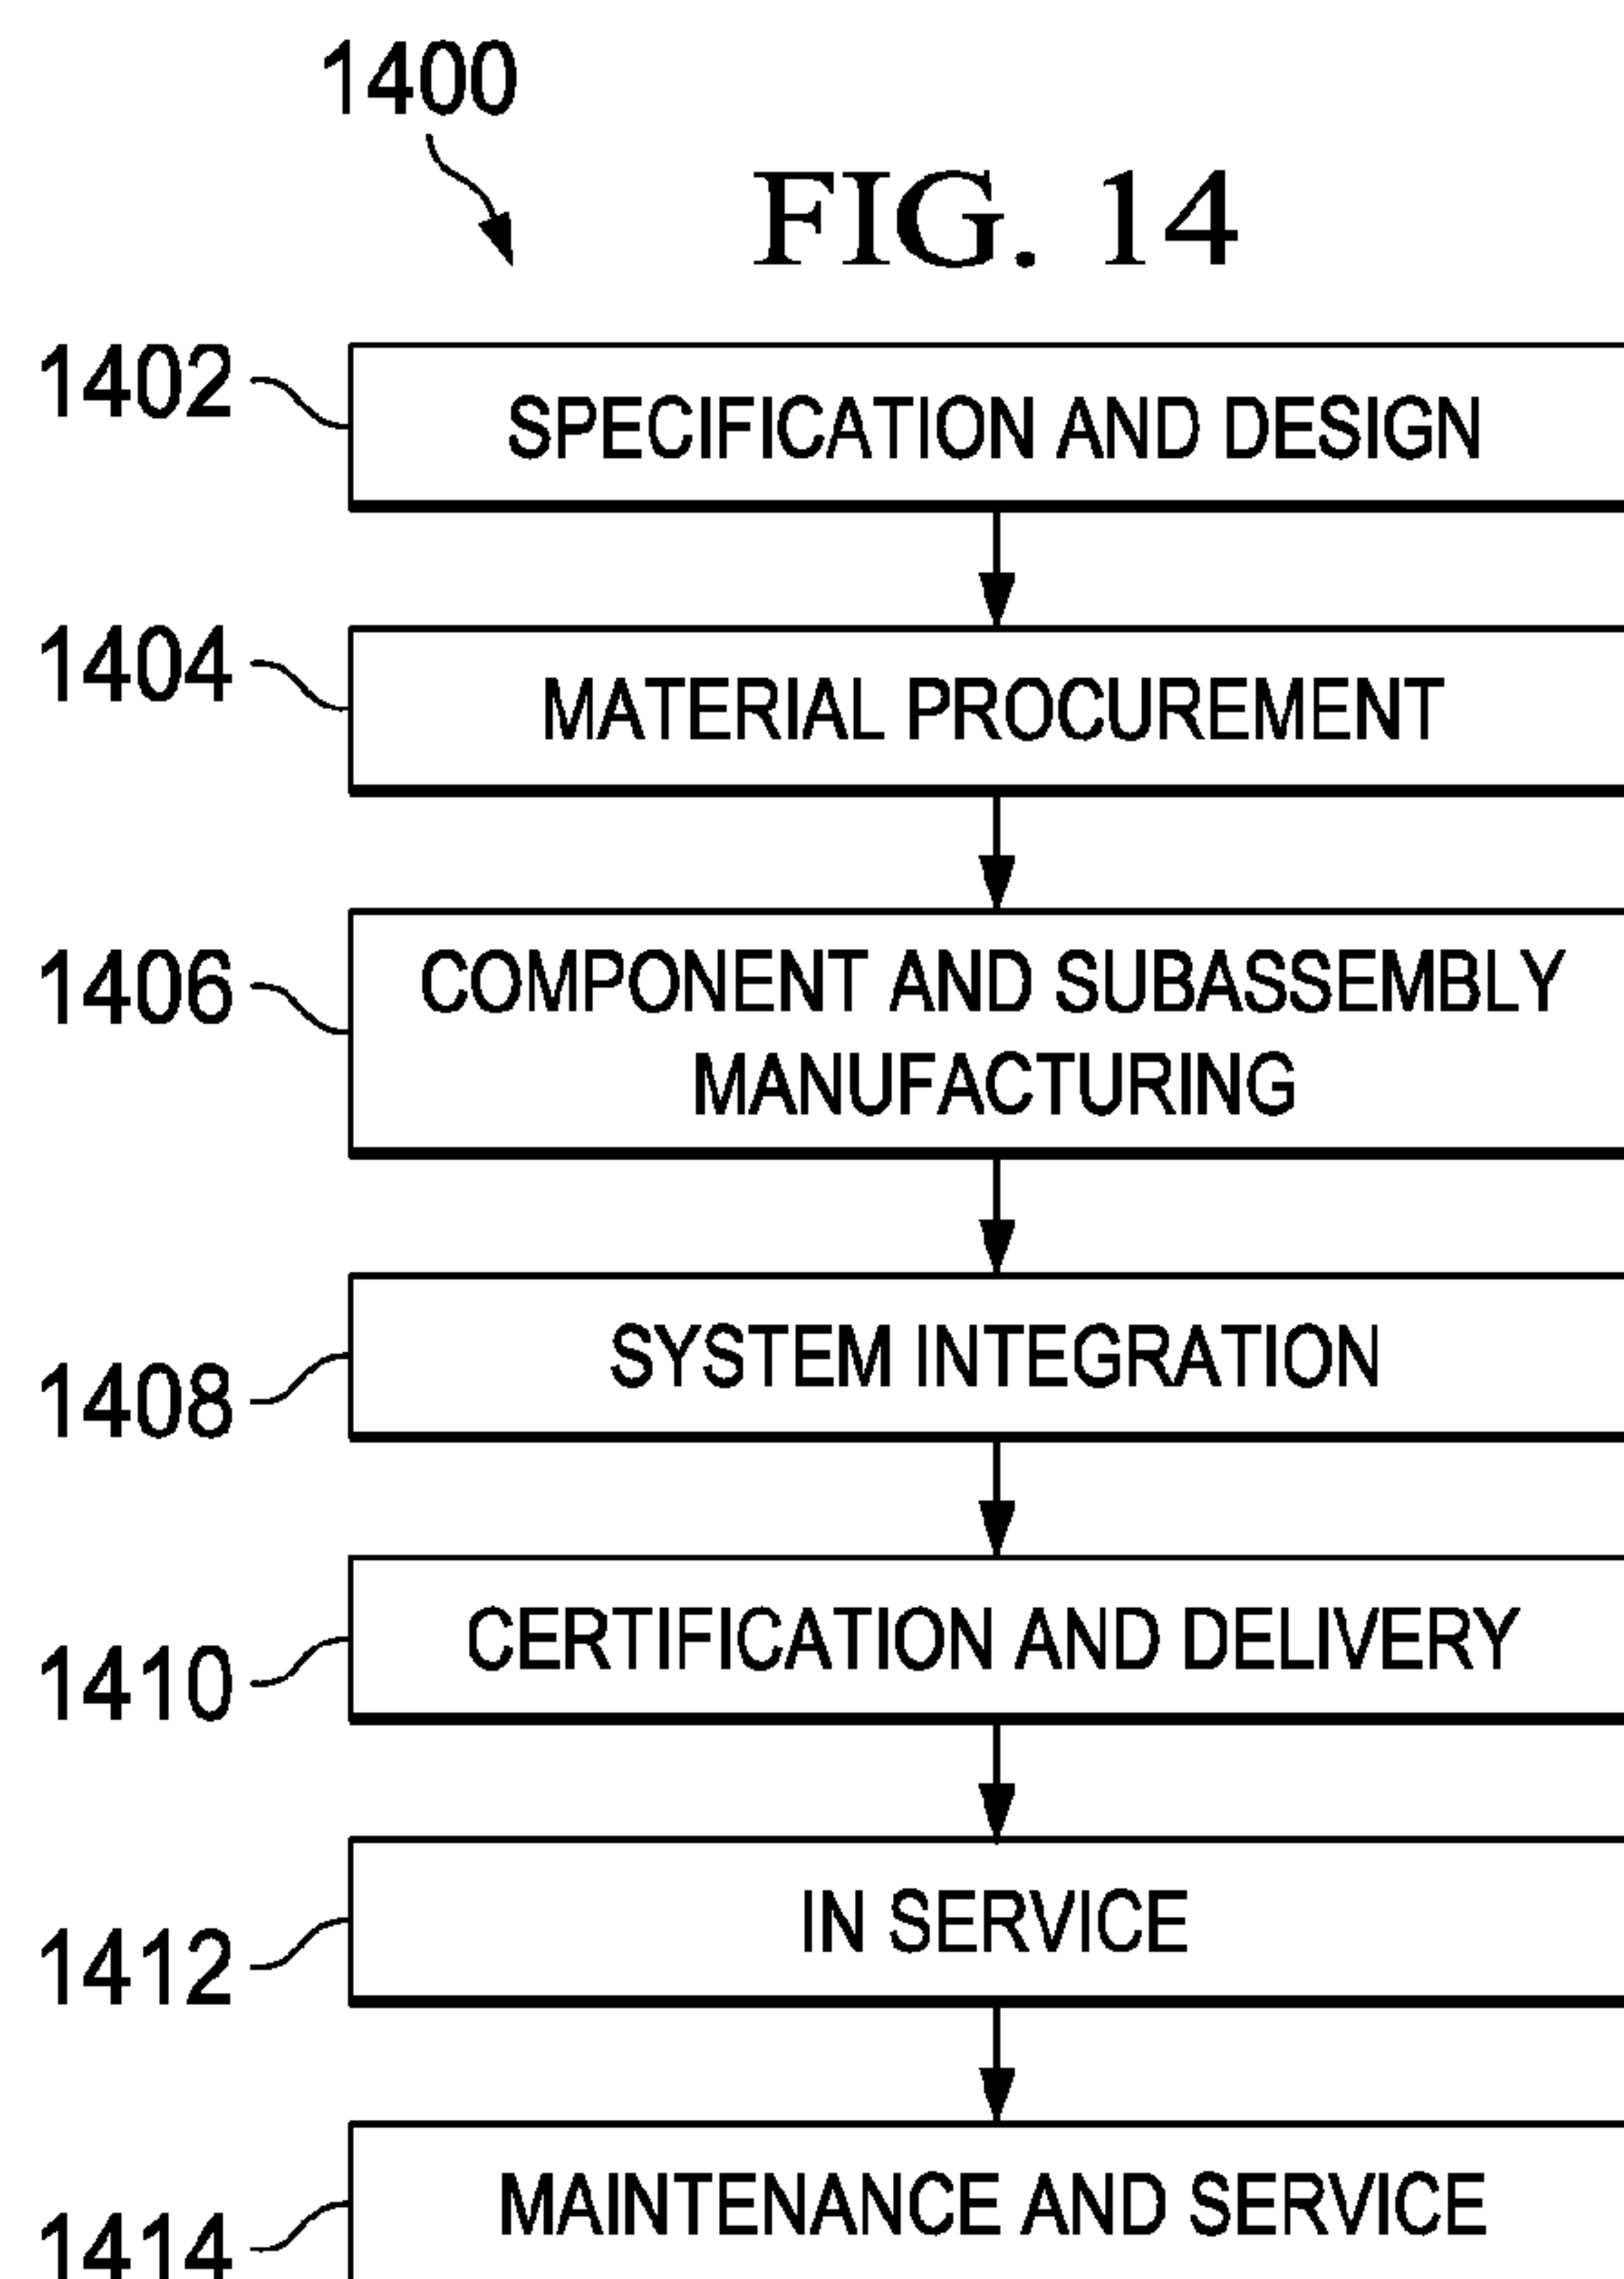 1400
FIG. 14
1402
SPECIFICATION AND DESIGN
1404
MATERIAL PROCUREMENT
1406
COMPONENT AND SUBASSEMBLY
MANUFACTURING
1408
SYSTEM INTEGRATION
1410
CERTIFICATION AND DELIVERY
1412
IN SERVICE
1414
MAINTENANCE AND SERVICE